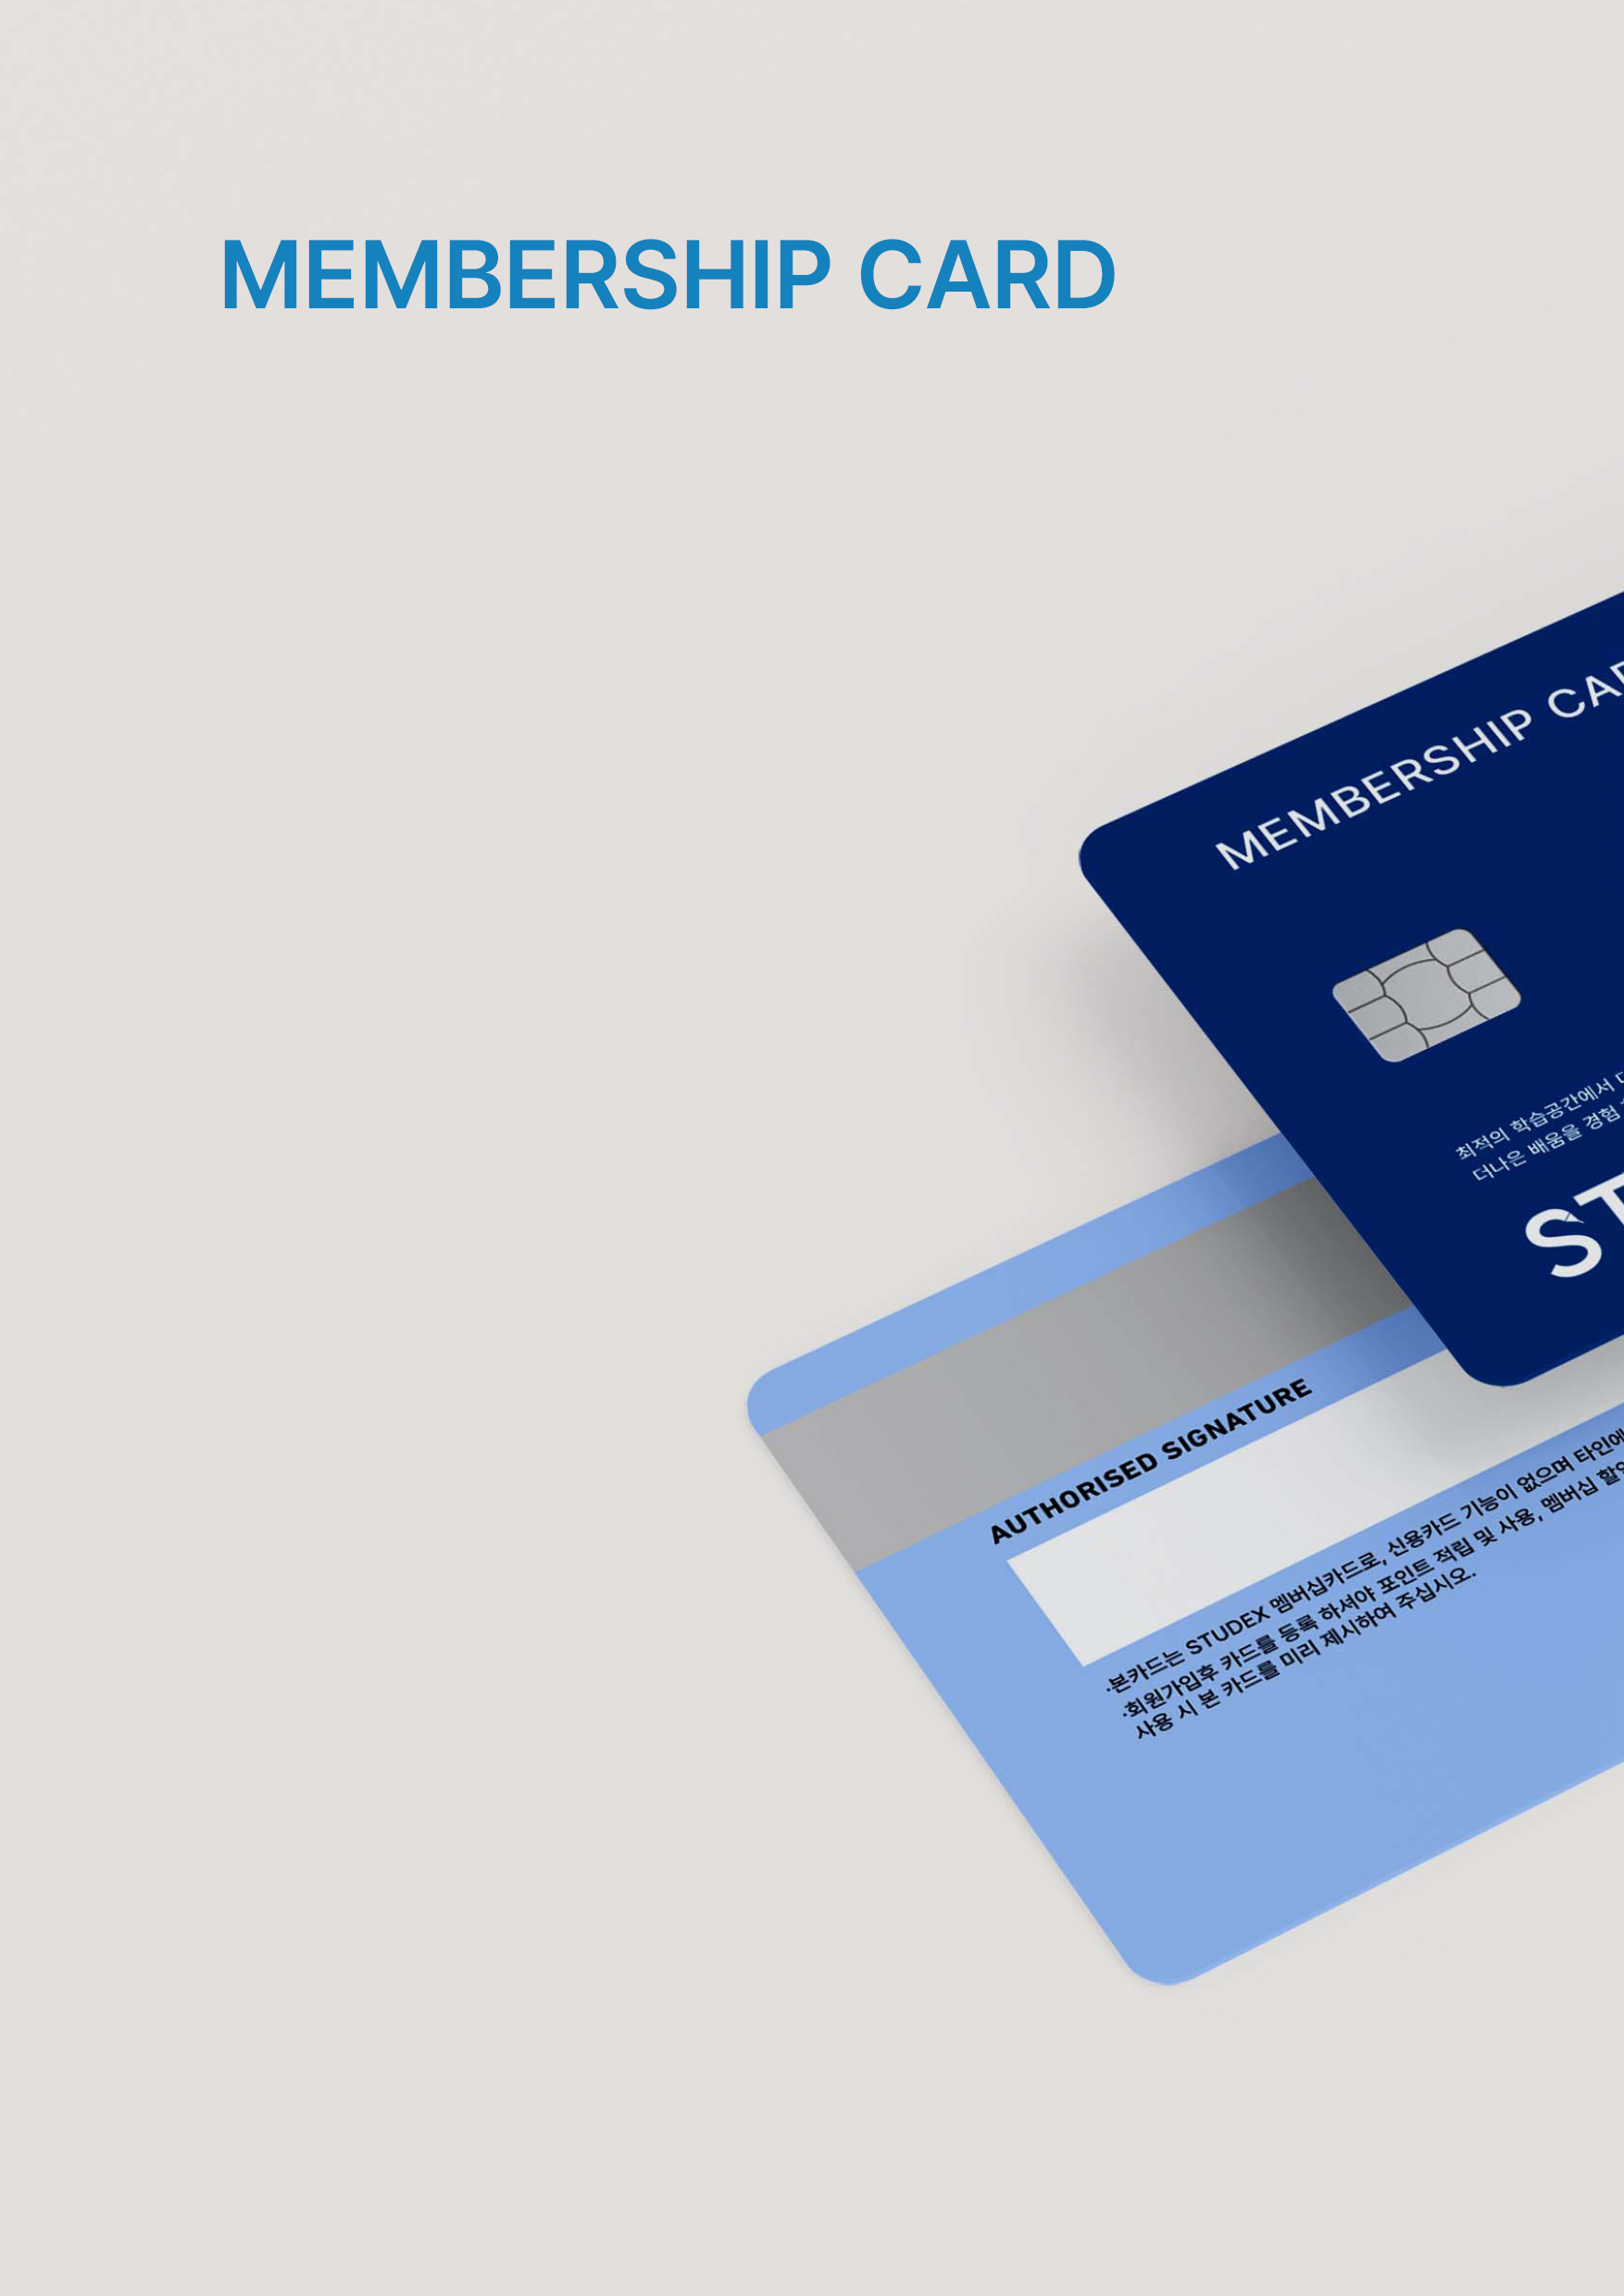 MEMBERSHIP CARD
MEMBERSHIP
최적의 학습공간에서
더나은 배움을 경험
ST
AUTHORISED SIGNATURE
·본카드는 STUDEX 멤버십카드로, 신용카드 기능이 없으며 타인에
·회원가입후 카드를 등록 하셔야 포인트 적립 및 사용, 멤버십
사용 시 본 카드를 미리 제시하여 주십시오.